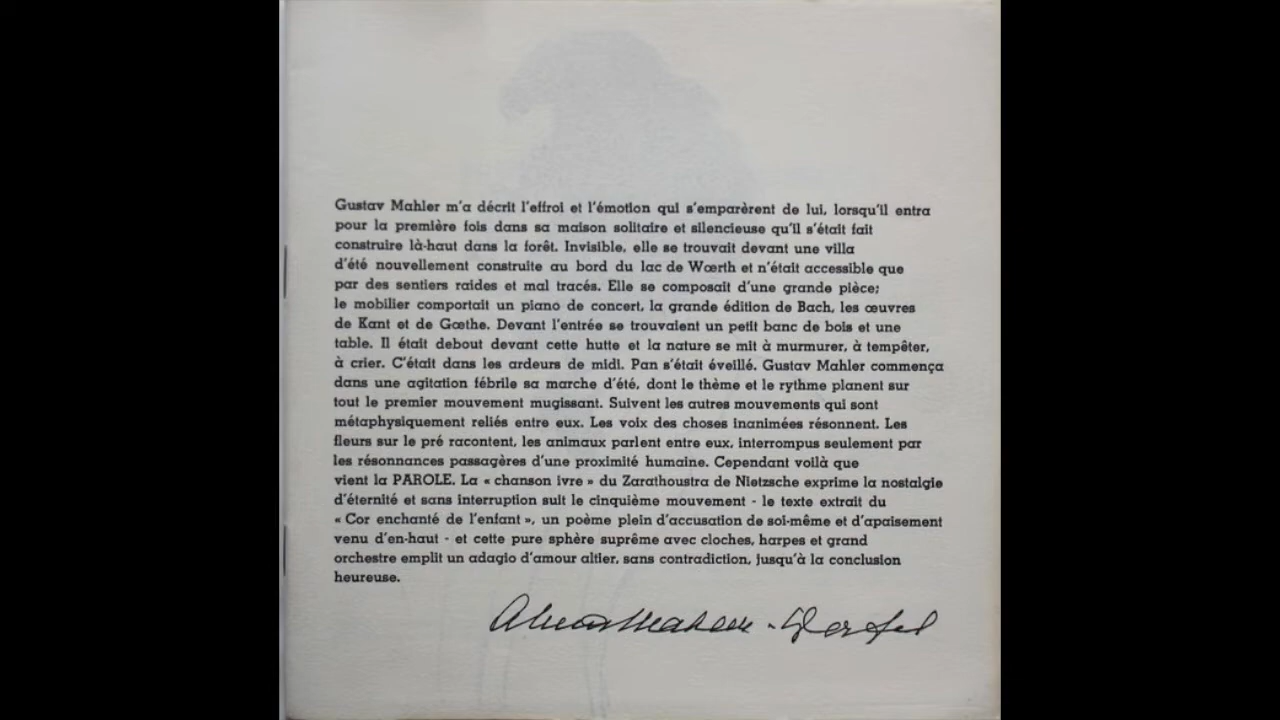 Gustav Mahler m'a décrit l'effroi et l'émotion qui s'emparèrent de lui, lorsqu'il entra
pour la première fois dans sa maison solitaire et silencieuse qu'il s'était fait
construire là-haut dans la forêt. Invisible, elle se trouvait devant une villa
d'été nouvellement construite au bord du lac de Wœrth et n'était accessible que
par des sentiers raides et mal tracés. Elle se composait d'une grande pièce;
le mobilier comportait un piano de concert, la grande édition de Bach, les œuvres
de Kant et de Gœthe. Devant l'entrée se trouvaient un petit banc de bois et une
table. Il était debout devant cette hutte et la nature se mit à murmurer, à tempêter,
à crier. C'était dans les ardeurs de midi. Pan s'était éveillé. Gustav Mahler commença
dans une agitation fébrile sa marche d'été, dont le thème et le rythme planent sur
tout le premier mouvement mugissant. Suivent les autres mouvements qui sont
métaphysiquement reliés entre eux. Les voix des choses inanimées résonnent. Les
fleurs sur le pré racontent, les animaux parlent entre eux, interrompus seulement par
les résonnances passagères d'une proximité humaine. Cependant voilà que
vient la PAROLE. La « chanson ivre » du Zarathoustra de Nietzsche exprime la nostalgie
d'éternité et sans interruption suit le cinquième mouvement - le texte extrait du
« Cor enchanté de l'enfant », un poème plein d'accusation de soi-même et d'apaisement
venu d'en-haut - et cette pure sphère suprême avec cloches, harpes et grand
orchestre emplit un adagio d'amour altier, sans contradiction, jusqu'à la conclusion
heureuse.
Alma Mahler-Werfel